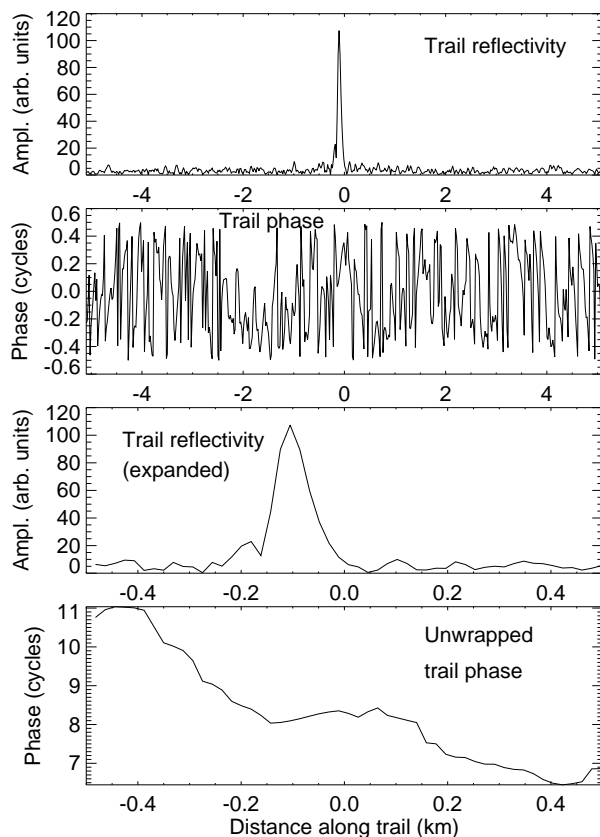 120
100
80
60
40
20
0
Ampl. (arb. units)
Trail reflectivity
-4 -2 0 2 4
0.6
0.4
0.2
0.0
-0.2
-0.4
-0.6
Phase (cycles)
Trail phase
-4 -2 0 2 4
120
100
80
60
40
20
0
Ampl. (arb. units)
Trail reflectivity
(expanded)
-0.4 -0.2 0.0 0.2 0.4
11
10
9
8
7
Phase (cycles)
Unwrapped
trail phase
-0.4 -0.2 0.0 0.2 0.4
Distance along trail (km)